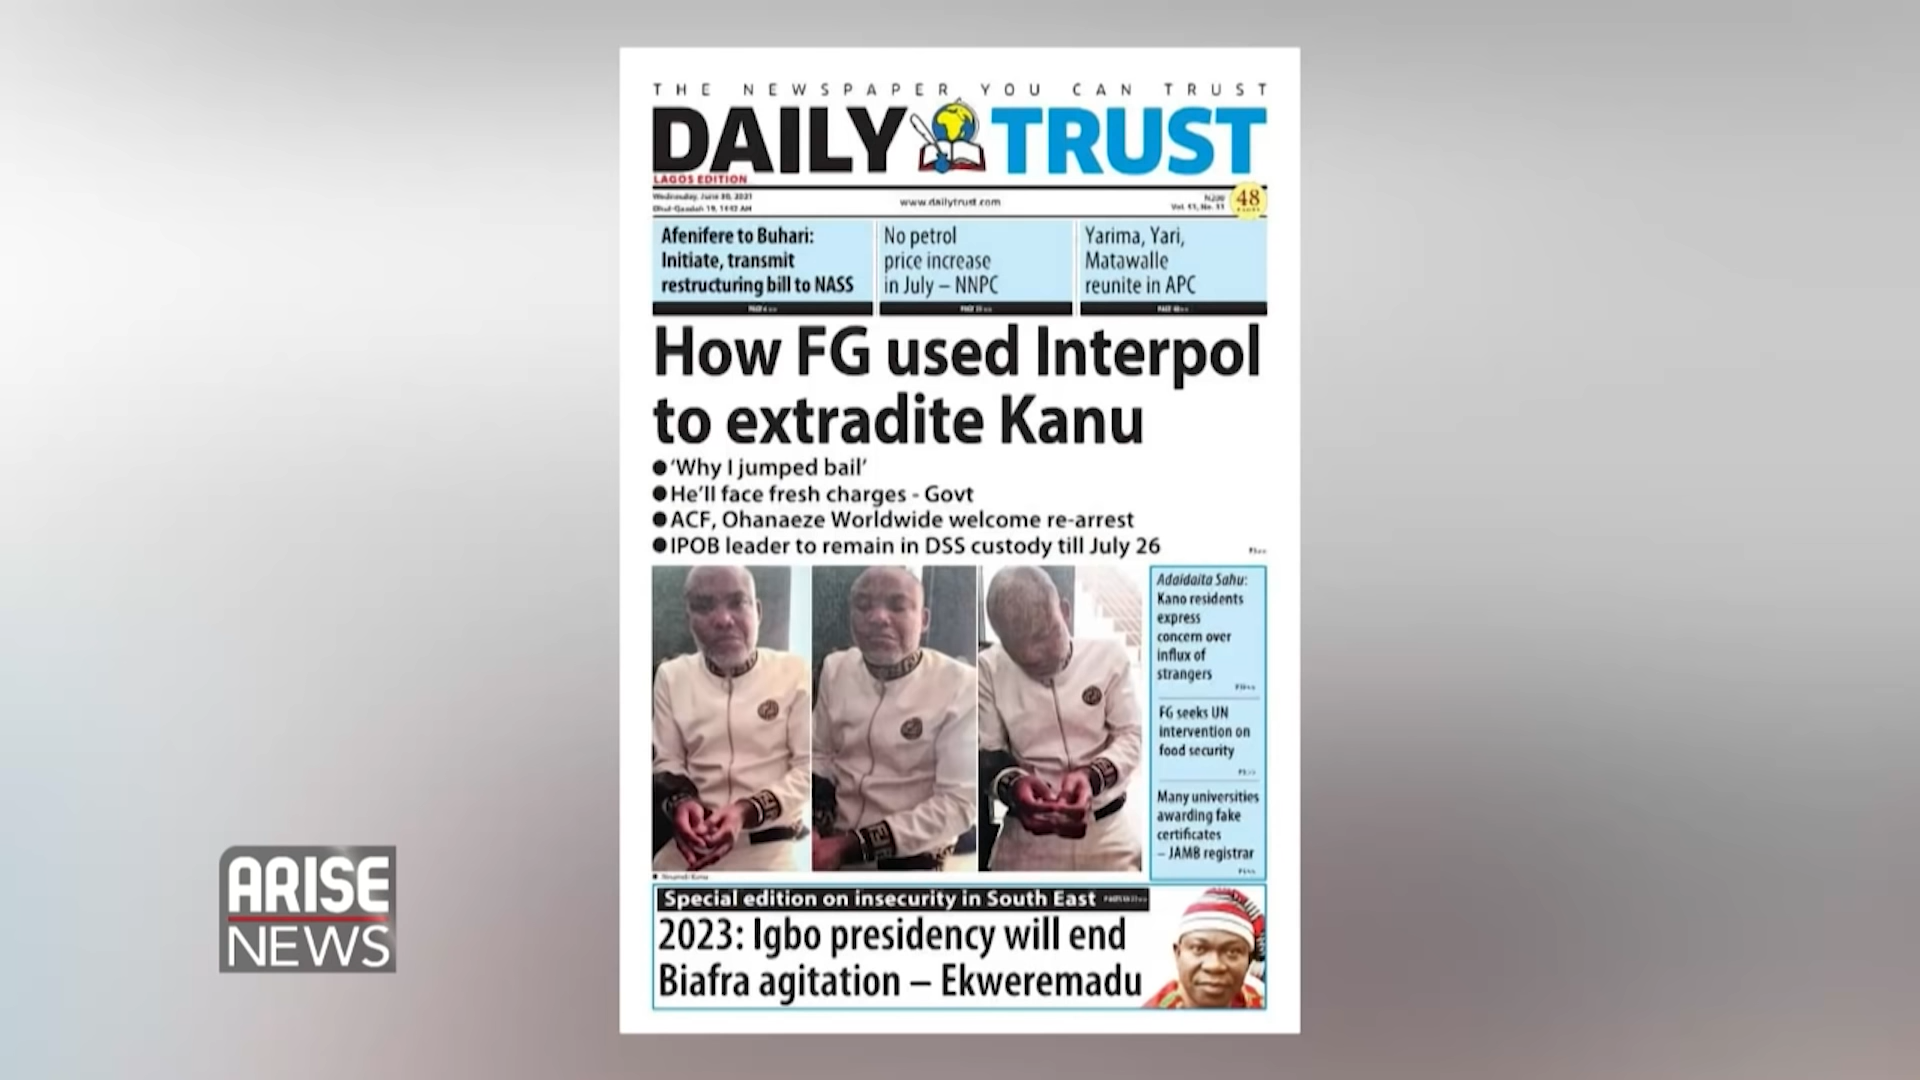 THE NEWSPAPER YOU CAN TRUST
DAILY TRUST
LAGOS EDITION
Wednesday, June 30, 2021
www.dailytrust.com
N200
48
Afenifere to Buhari:
Initiate, transmit
restructuring bill to NASS
No petrol
price increase
in July – NNPC
Yarima, Yari,
Matawalle
reunite in APC
How FG used Interpol
to extradite Kanu
●'Why I jumped bail'
●He'll face fresh charges - Govt
●ACF, Ohanaeze Worldwide welcome re-arrest
●IPOB leader to remain in DSS custody till July 26
Adaidaita Sahu:
Kano residents
express
concern over
influx of
strangers
FG seeks UN
intervention on
food security
Many universities
awarding fake
certificates
– JAMB registrar
Special edition on insecurity in South East
2023: Igbo presidency will end
Biafra agitation – Ekweremadu
ARISE
NEWS